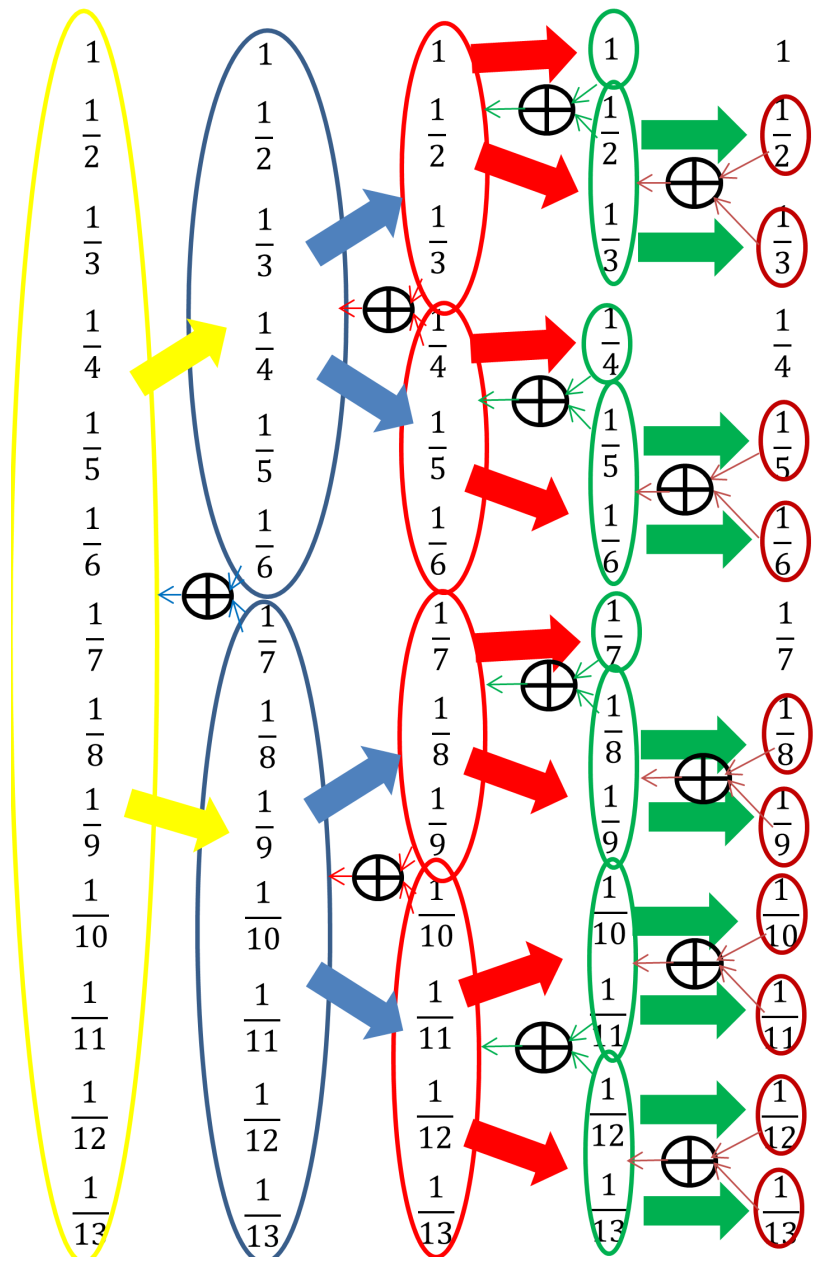 1 1 1 1 1
1/2 1/2 1/2 1/2 1/2
1/3 1/3 1/3 1/3 1/3
1/4 1/4 1/4 1/4 1/4
1/5 1/5 1/5 1/5 1/5
1/6 1/6 1/6 1/6 1/6
1/7 1/7 1/7 1/7 1/7
1/8 1/8 1/8 1/8 1/8
1/9 1/9 1/9 1/9 1/9
1/10 1/10 1/10 1/10 1/10
1/11 1/11 1/11 1/11 1/11
1/12 1/12 1/12 1/12 1/12
1/13 1/13 1/13 1/13 1/13